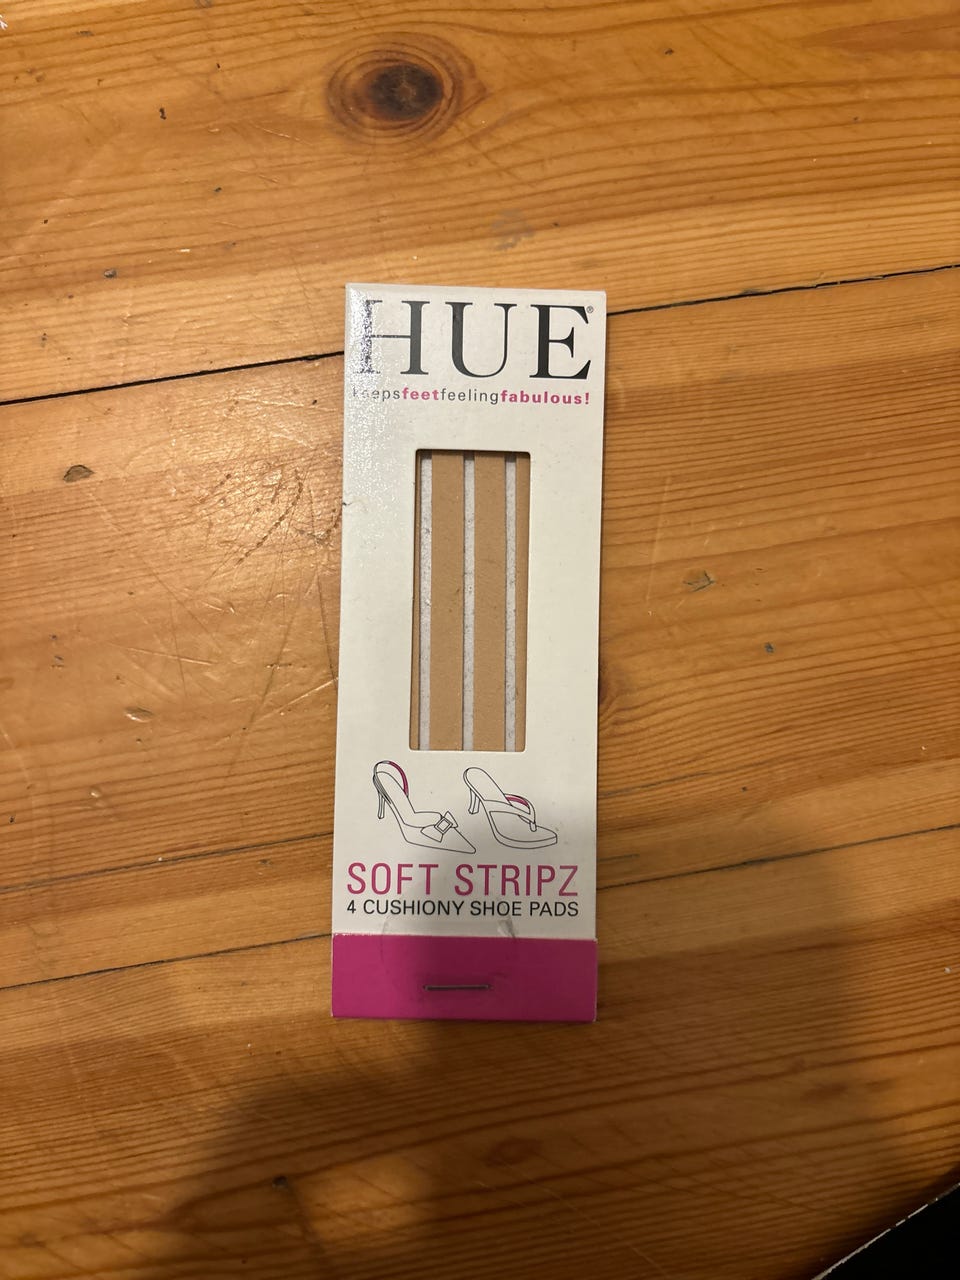 HUE®
keepsfeetfeelingfabulous!
SOFT STRIPZ
4 CUSHIONY SHOE PADS